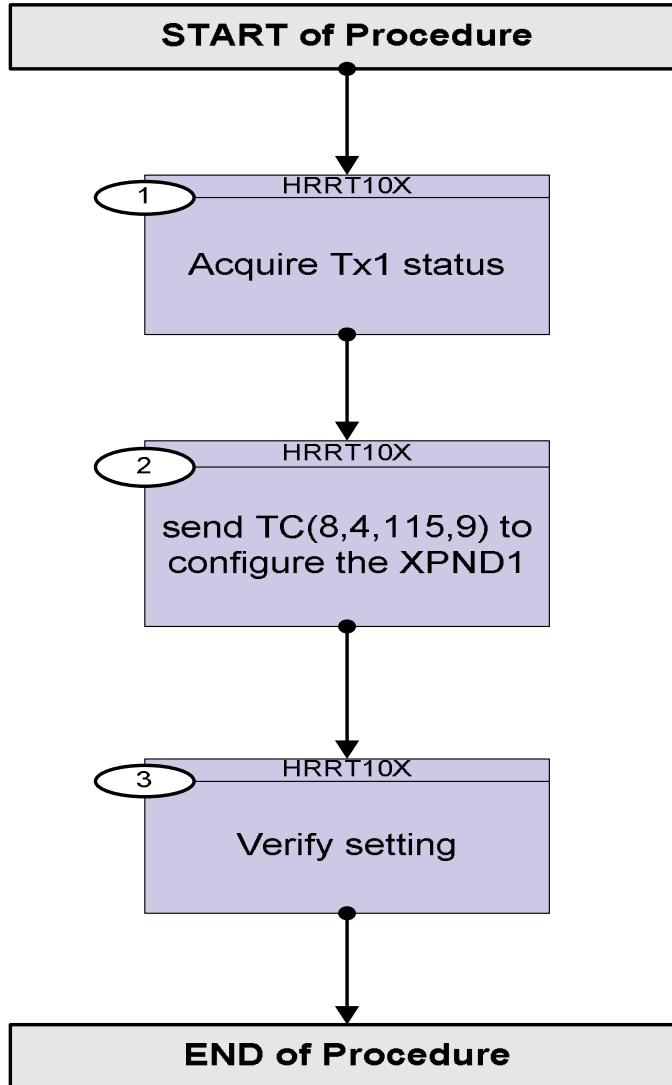 START of Procedure
HRRT10X
1
Acquire Tx1 status
HRRT10X
2
send TC(8,4,115,9) to
configure the XPND1
HRRT10X
3
Verify setting
END of Procedure